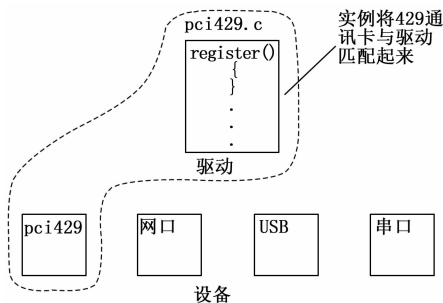 pci429.c
实例将429通
讯卡与驱动
匹配起来
register()
{
}
.
.
.
驱动
pci429
网口
USB
串口
设备